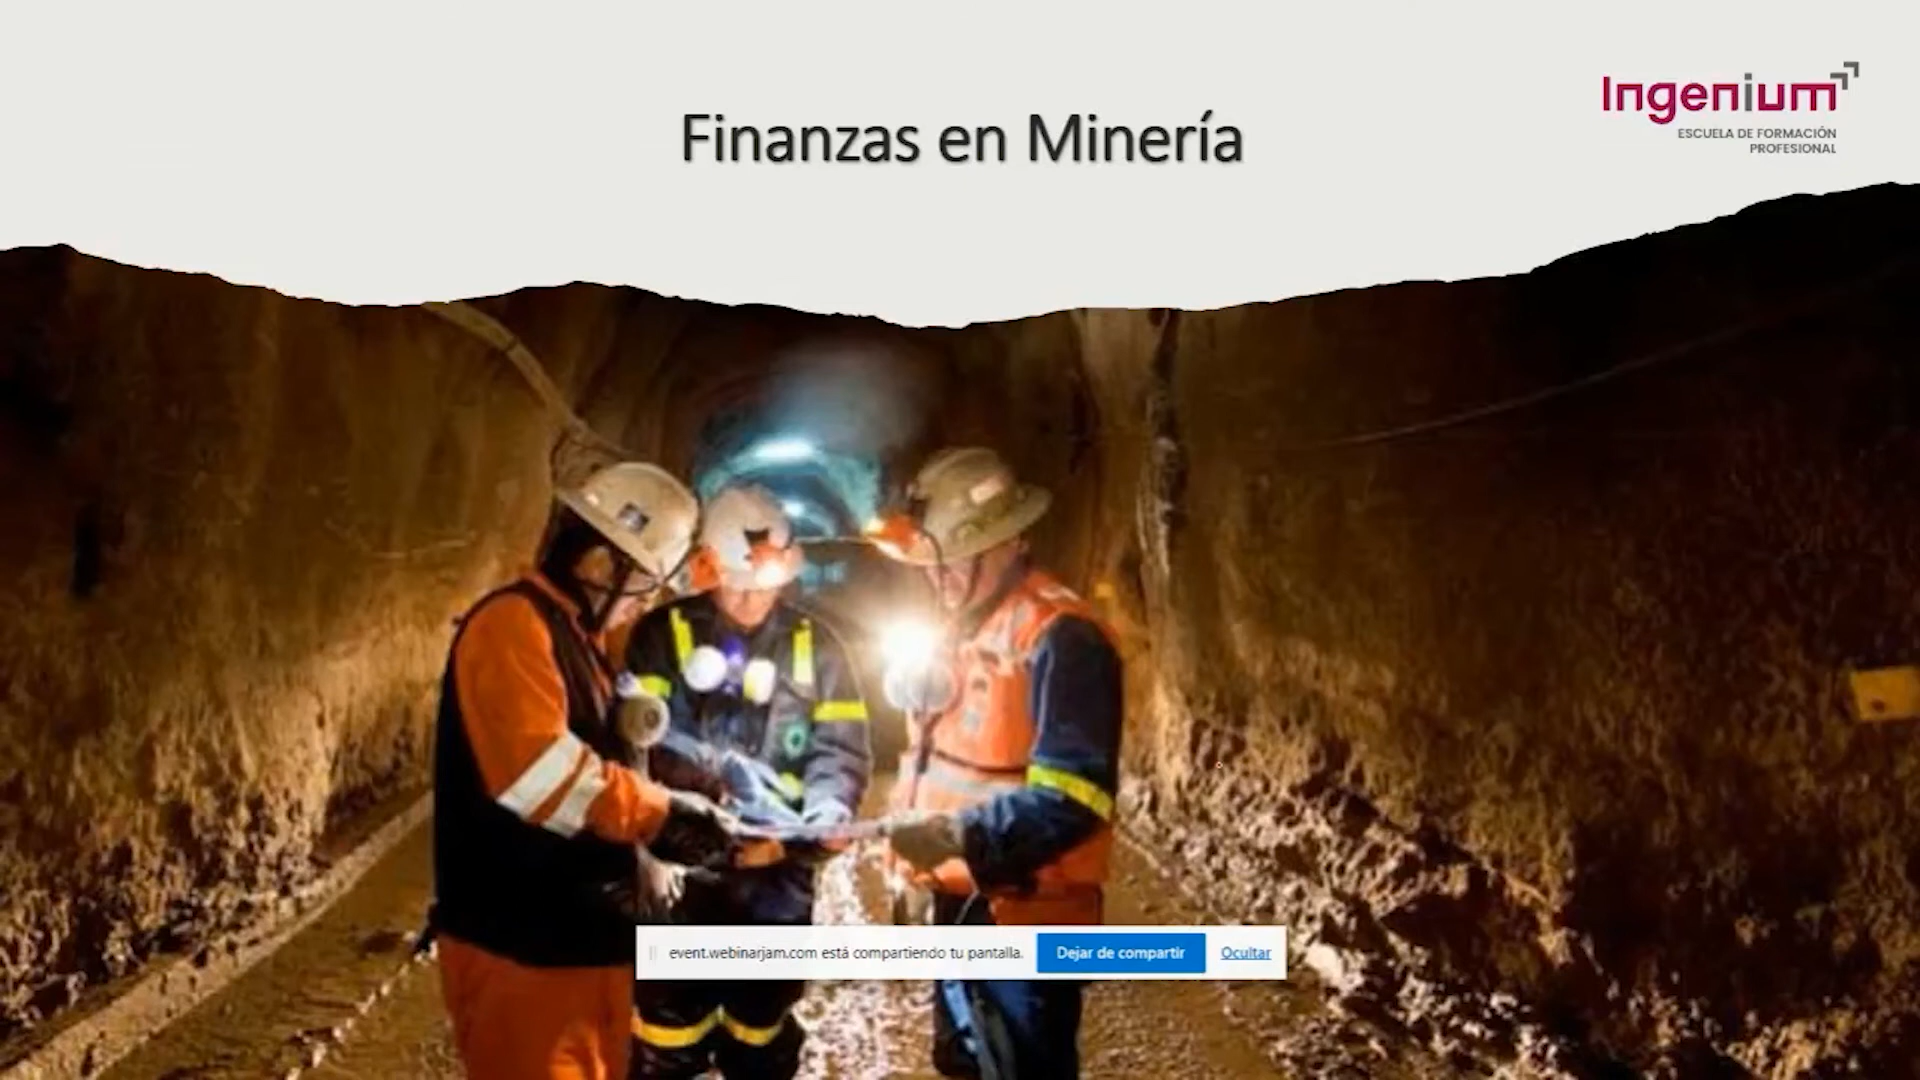 Finanzas en Minería
Ingenium
ESCUELA DE FORMACIÓN
PROFESIONAL
event.webinarjam.com está compartiendo tu pantalla.
Dejar de compartir
Ocultar